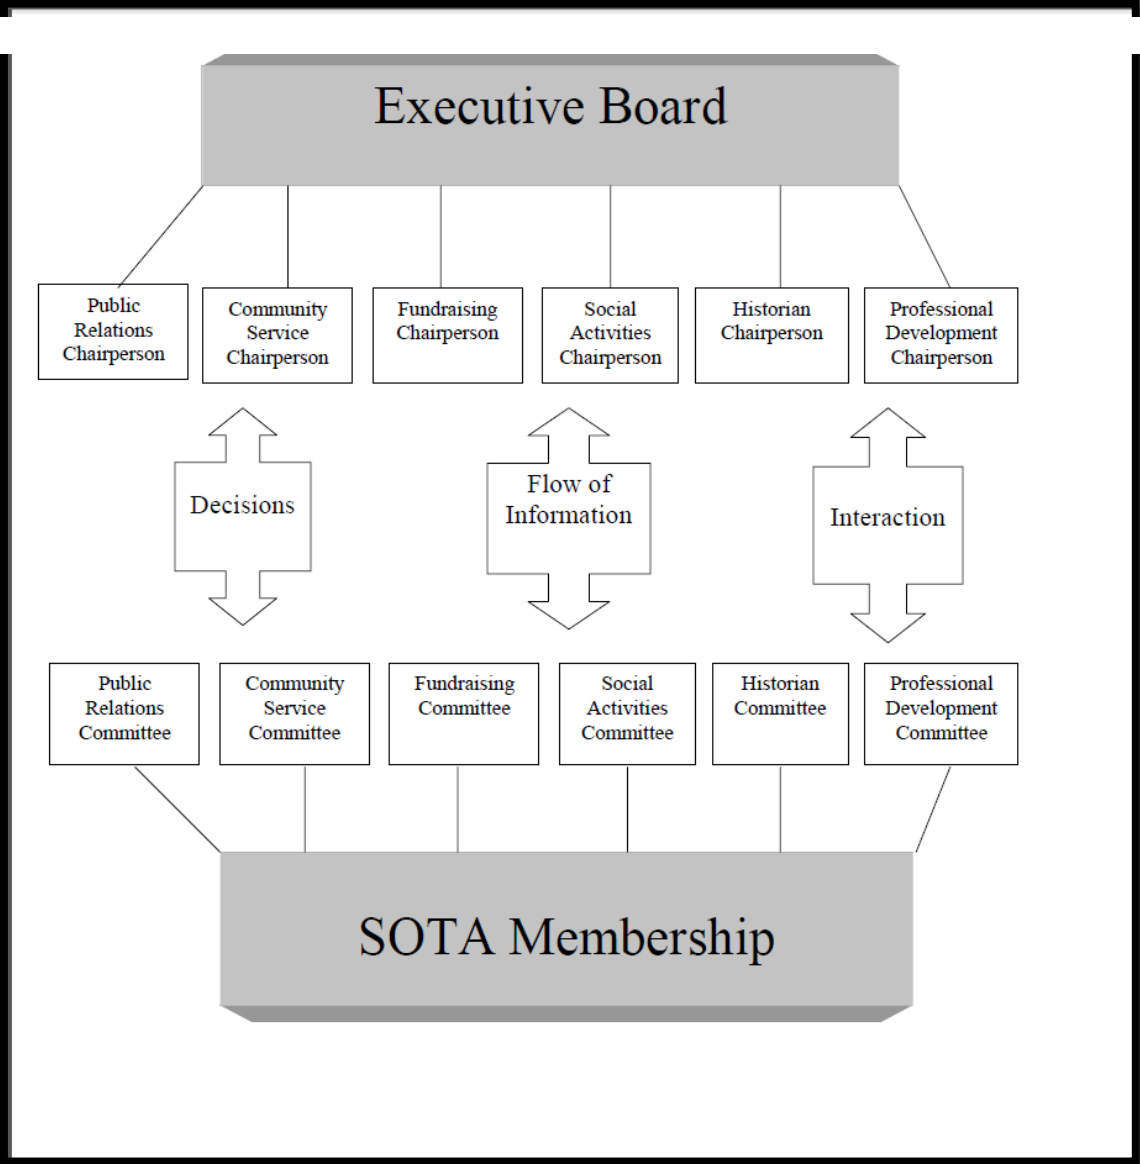 Executive Board
Public
Relations
Chairperson
Community
Service
Chairperson
Fundraising
Chairperson
Social
Activities
Chairperson
Historian
Chairperson
Professional
Development
Chairperson
Decisions
Flow of
Information
Interaction
Public
Relations
Committee
Community
Service
Committee
Fundraising
Committee
Social
Activities
Committee
Historian
Committee
Professional
Development
Committee
SOTA Membership